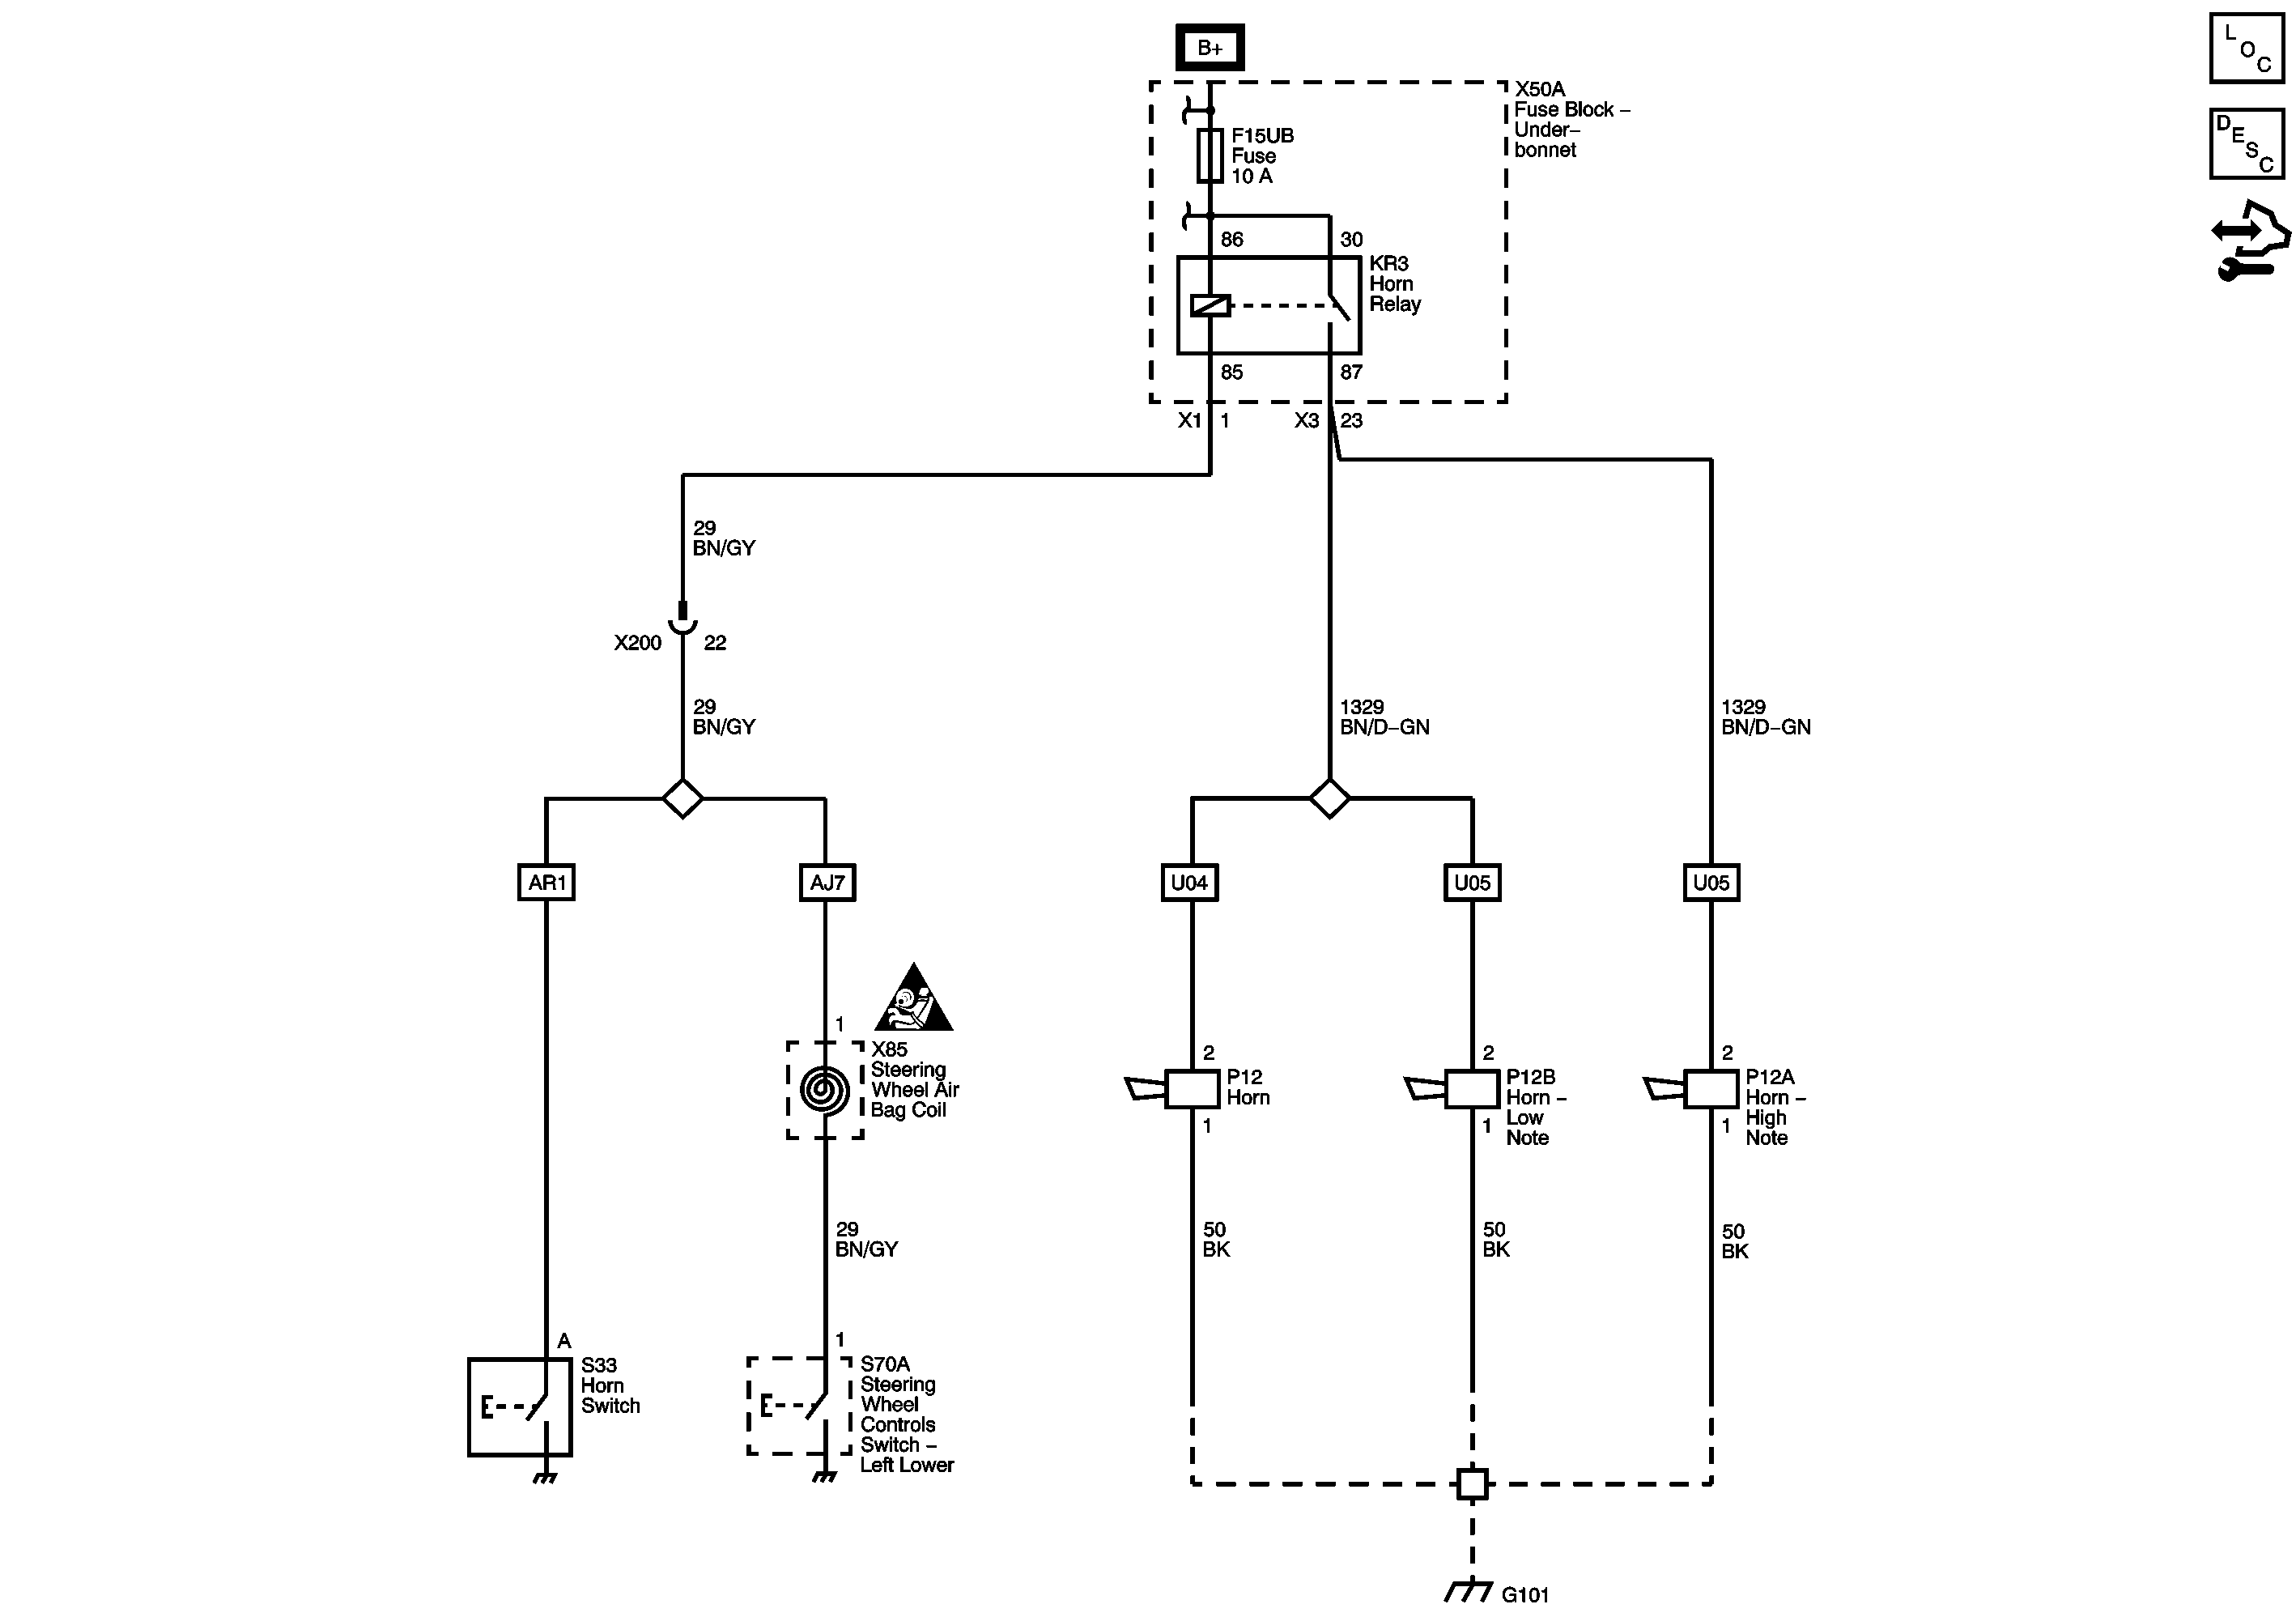 B+
L
O
C
X50A
Fuse Block –
Under–
bonnet
D
E
S
C
F15UB
Fuse
10 A
86
30
KR3
Horn
Relay
85
87
X1
1
X3
23
29
BN/GY
X200
22
29
BN/GY
1329
BN/D–GN
1329
BN/D–GN
AR1
AJ7
U04
U05
U05
1
X85
Steering
Wheel Air
Bag Coil
2
P12
Horn
1
2
P12B
Horn –
Low
Note
1
2
P12A
Horn –
High
Note
1
29
BN/GY
50
BK
50
BK
50
BK
A
S33
Horn
Switch
1
S70A
Steering
Wheel
Controls
Switch –
Left Lower
G101